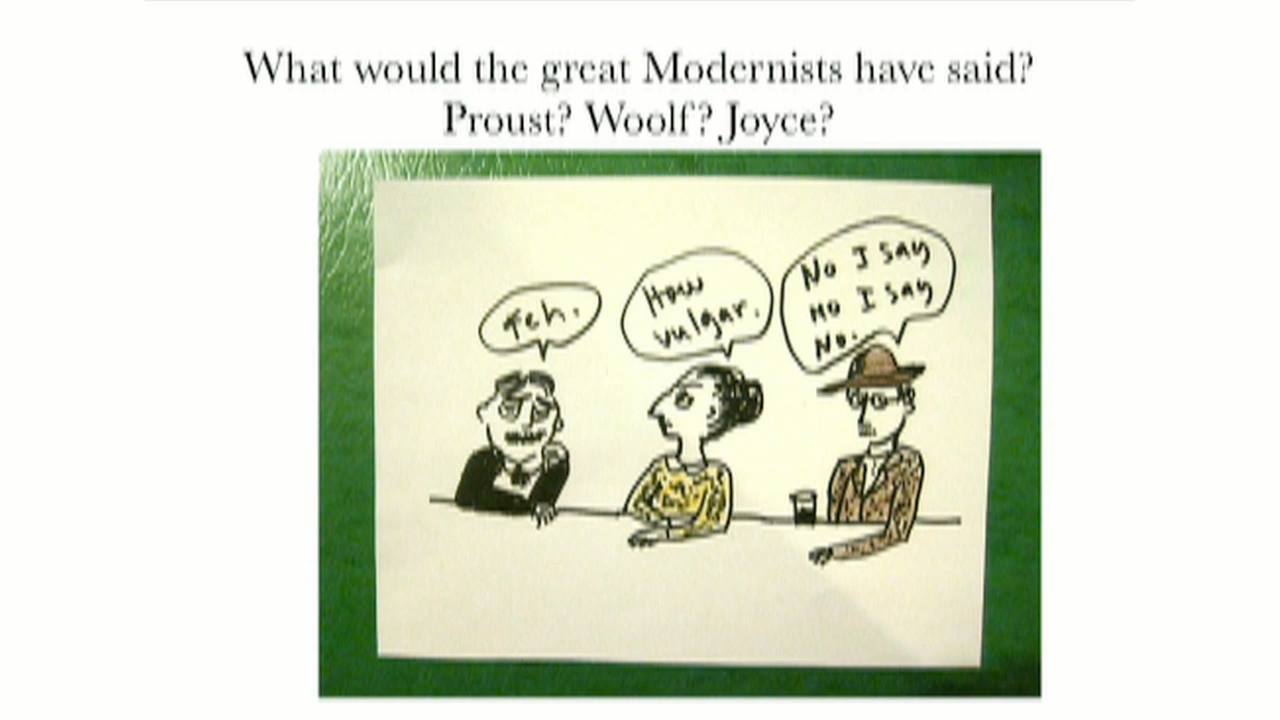 What would the great Modernists have said?
Proust? Woolf? Joyce?
Feh.
How
vulgar.
No I say
no I say
No.